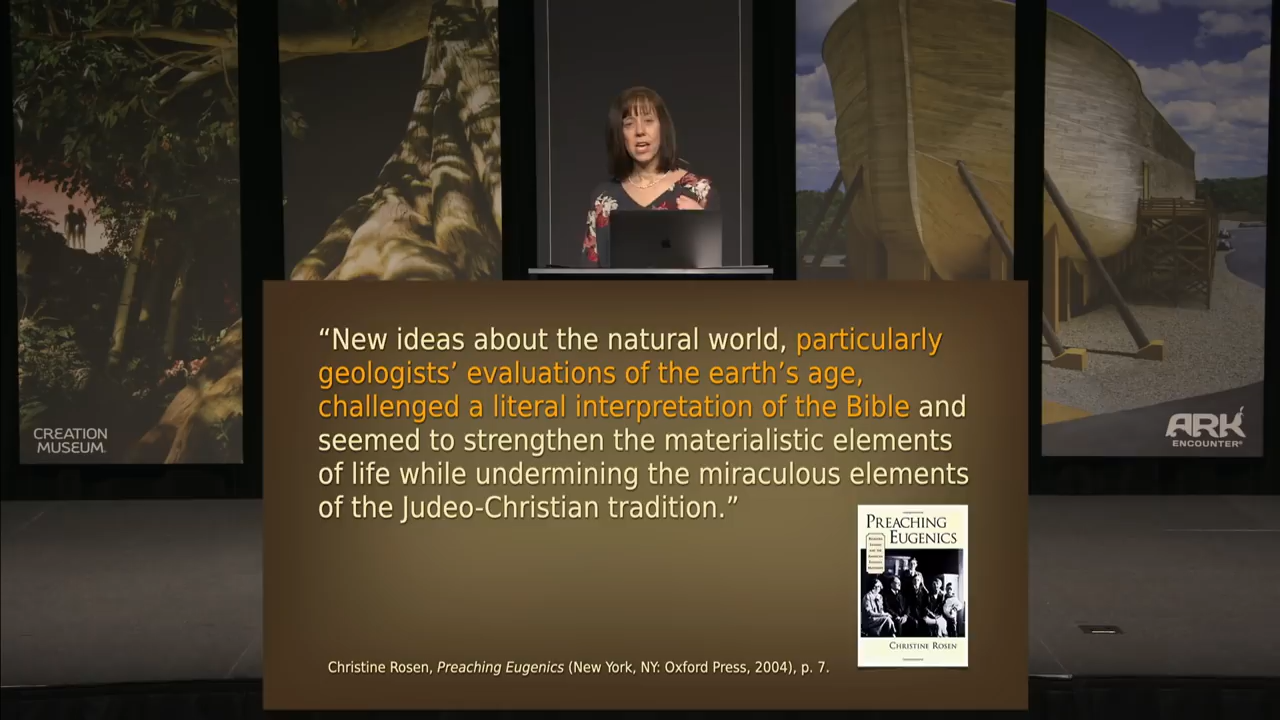 CREATION
MUSEUM
ARK
ENCOUNTER
“New ideas about the natural world, particularly
geologists’ evaluations of the earth’s age,
challenged a literal interpretation of the Bible and
seemed to strengthen the materialistic elements
of life while undermining the miraculous elements
of the Judeo-Christian tradition.”
PREACHING
EUGENICS
CHRISTINE ROSEN
Christine Rosen, Preaching Eugenics (New York, NY: Oxford Press, 2004), p. 7.